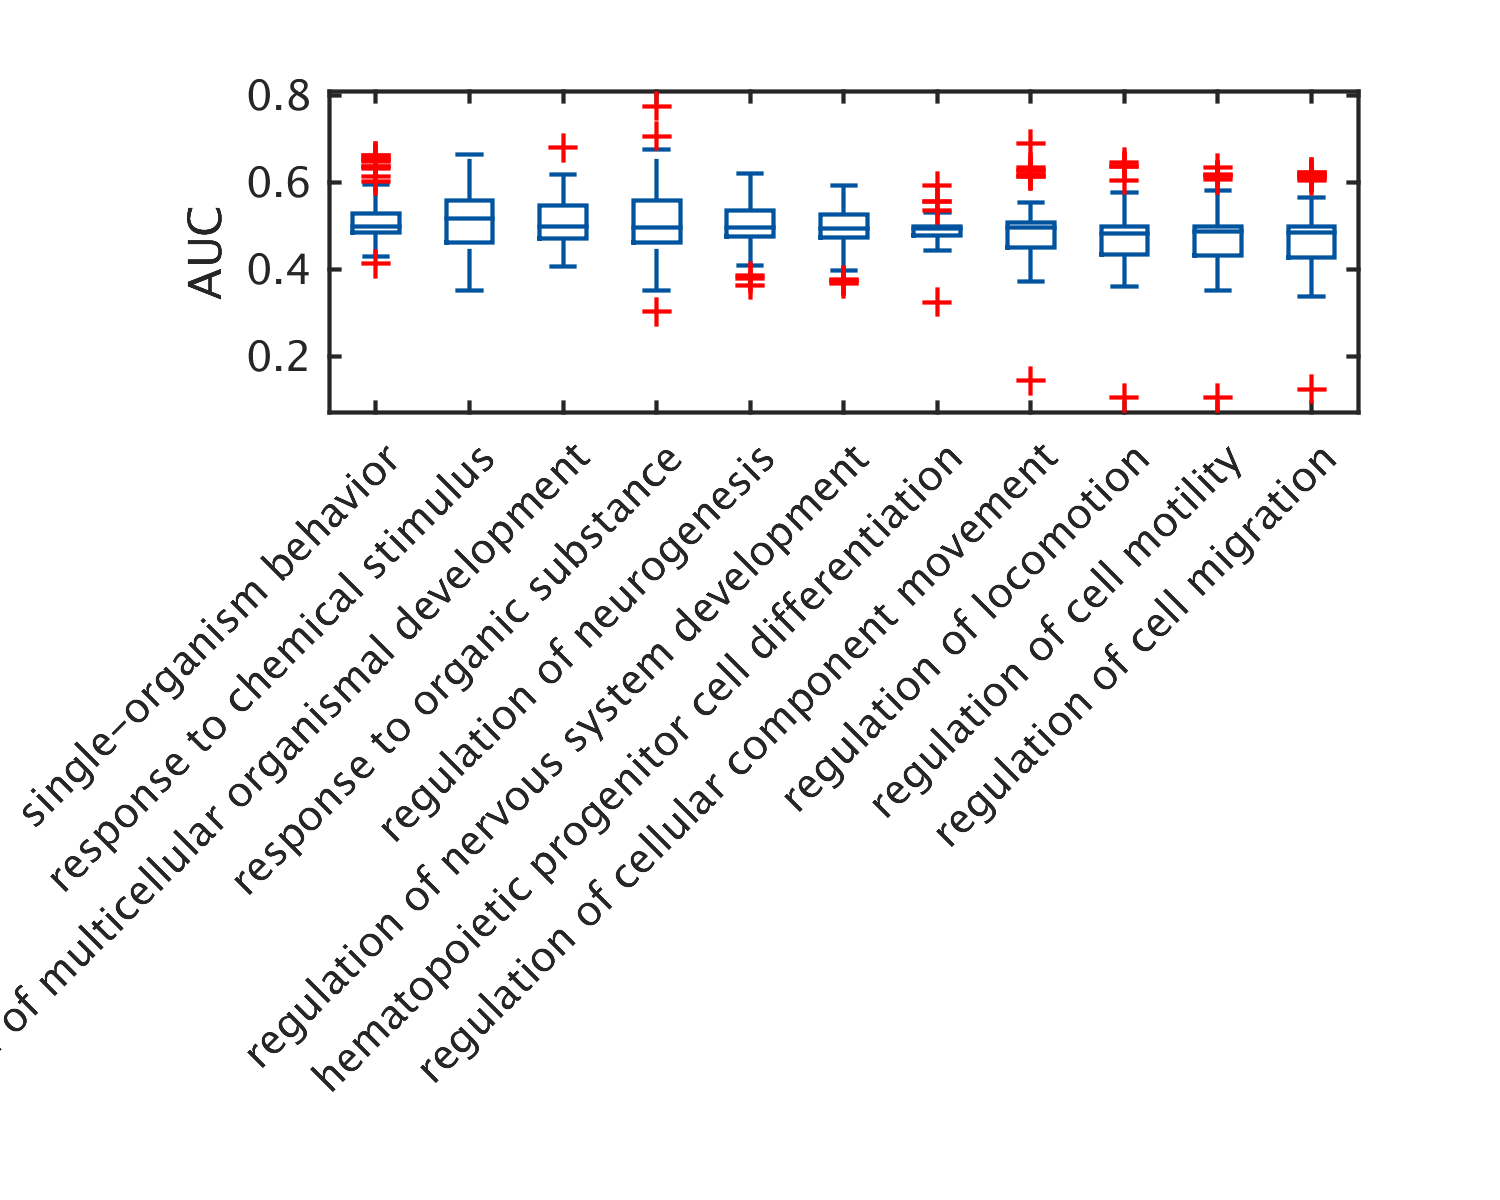 0.8
0.6
0.4
0.2
AUC
single–organism behavior
response to chemical stimulus
of multicellular organismal development
response to organic substance
regulation of neurogenesis
regulation of nervous system development
hematopoietic progenitor cell differentiation
regulation of cellular component movement
regulation of locomotion
regulation of cell motility
regulation of cell migration